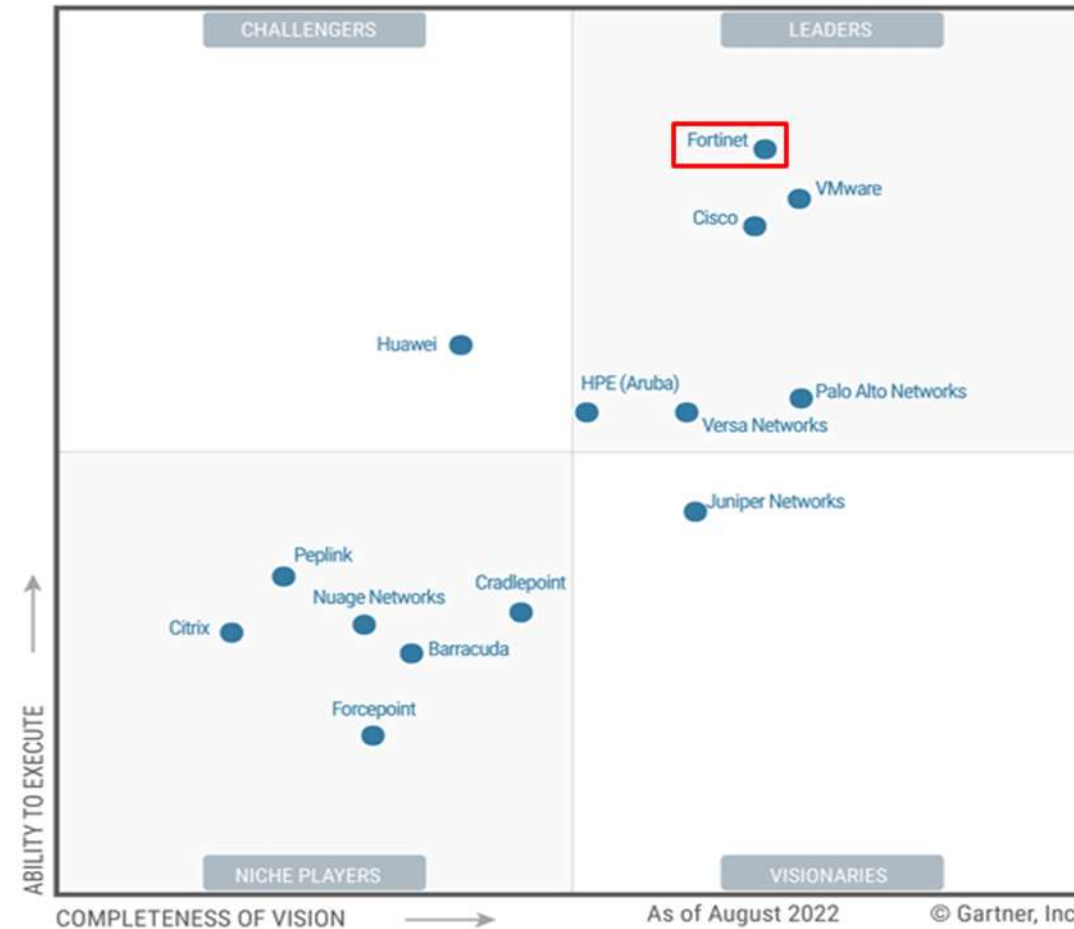 CHALLENGERS
LEADERS
Fortinet
VMware
Cisco
Huawei
HPE (Aruba)
Palo Alto Networks
Versa Networks
Juniper Networks
Peplink
Cradlepoint
Nuage Networks
Citrix
Barracuda
Forcepoint
ABILITY TO EXECUTE
NICHE PLAYERS
VISIONARIES
COMPLETENESS OF VISION
As of August 2022
© Gartner, Inc